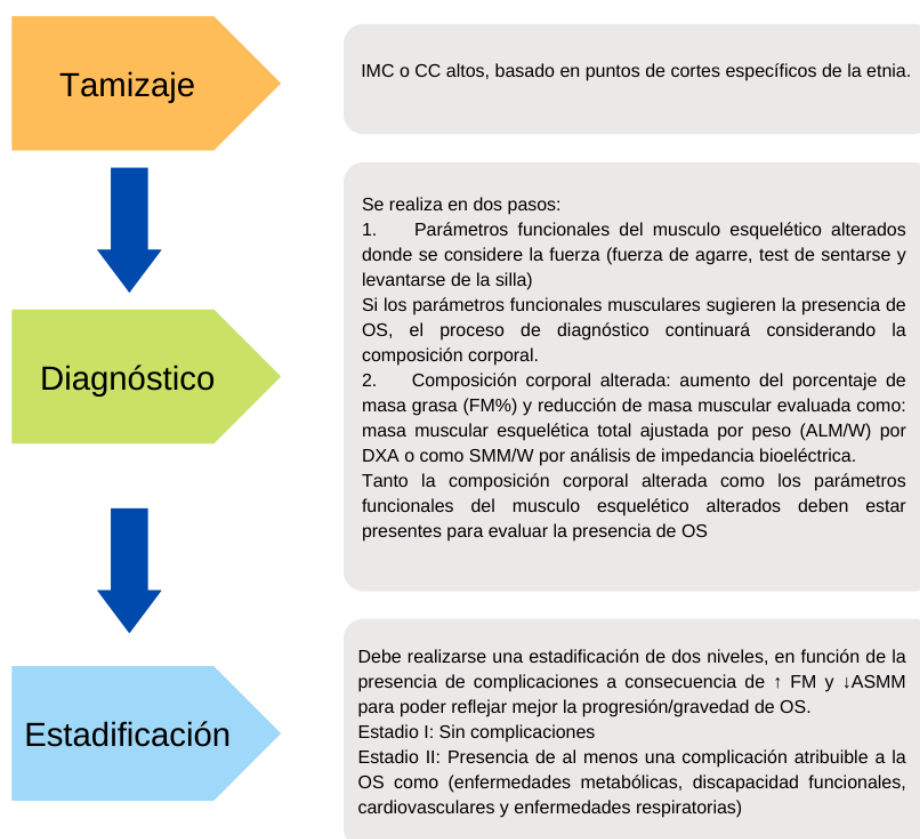 Tamizaje
IMC o CC altos, basado en puntos de cortes específicos de la etnia.
Diagnóstico
Se realiza en dos pasos:
1. Parámetros funcionales del musculo esquelético alterados
donde se considere la fuerza (fuerza de agarre, test de sentarse y
levantarse de la silla)
Si los parámetros funcionales musculares sugieren la presencia de
OS, el proceso de diagnóstico continuará considerando la
composición corporal.
2. Composición corporal alterada: aumento del porcentaje de
masa grasa (FM%) y reducción de masa muscular evaluada como:
masa muscular esquelética total ajustada por peso (ALM/W) por
DXA o como SMM/W por análisis de impedancia bioeléctrica.
Tanto la composición corporal alterada como los parámetros
funcionales del musculo esquelético alterados deben estar
presentes para evaluar la presencia de OS
Estadificación
Debe realizarse una estadificación de dos niveles, en función de la
presencia de complicaciones a consecuencia de ↑ FM y ↓ASMM
para poder reflejar mejor la progresión/gravedad de OS.
Estadio I: Sin complicaciones
Estadio II: Presencia de al menos una complicación atribuible a la
OS como (enfermedades metabólicas, discapacidad funcionales,
cardiovasculares y enfermedades respiratorias)